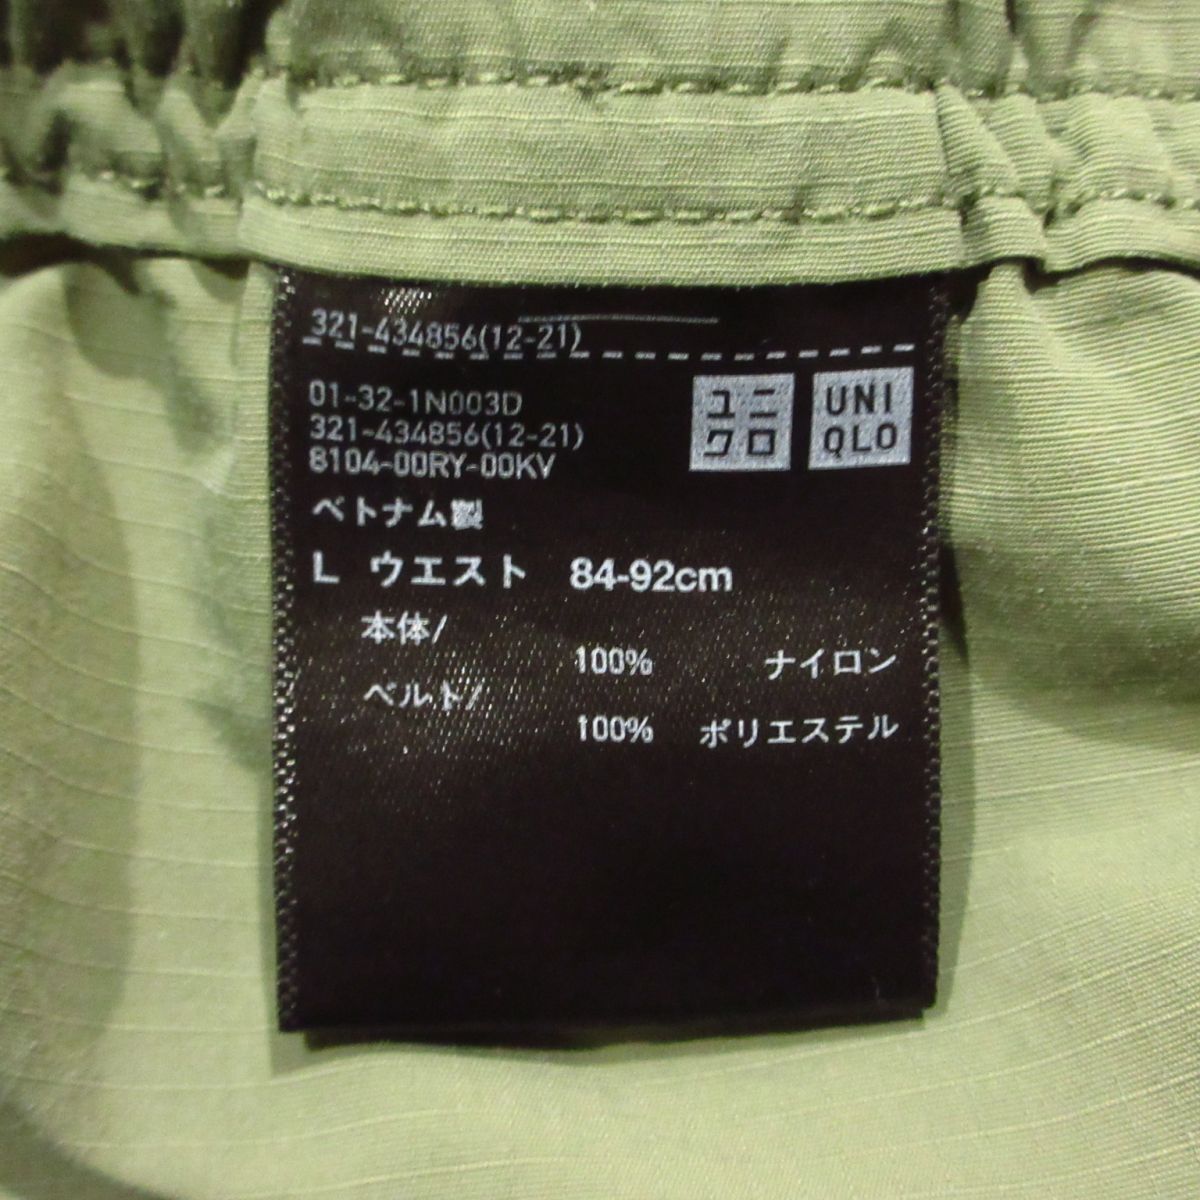 321-434856(12-21)
01-32-1N003D
321-434856(12-21)
8104-00RY-00KV
ユニ
クロ
UNI
QLO
ベトナム製
L ウエスト 84-92cm
本体/
100% ナイロン
ベルト/
100% ポリエステル